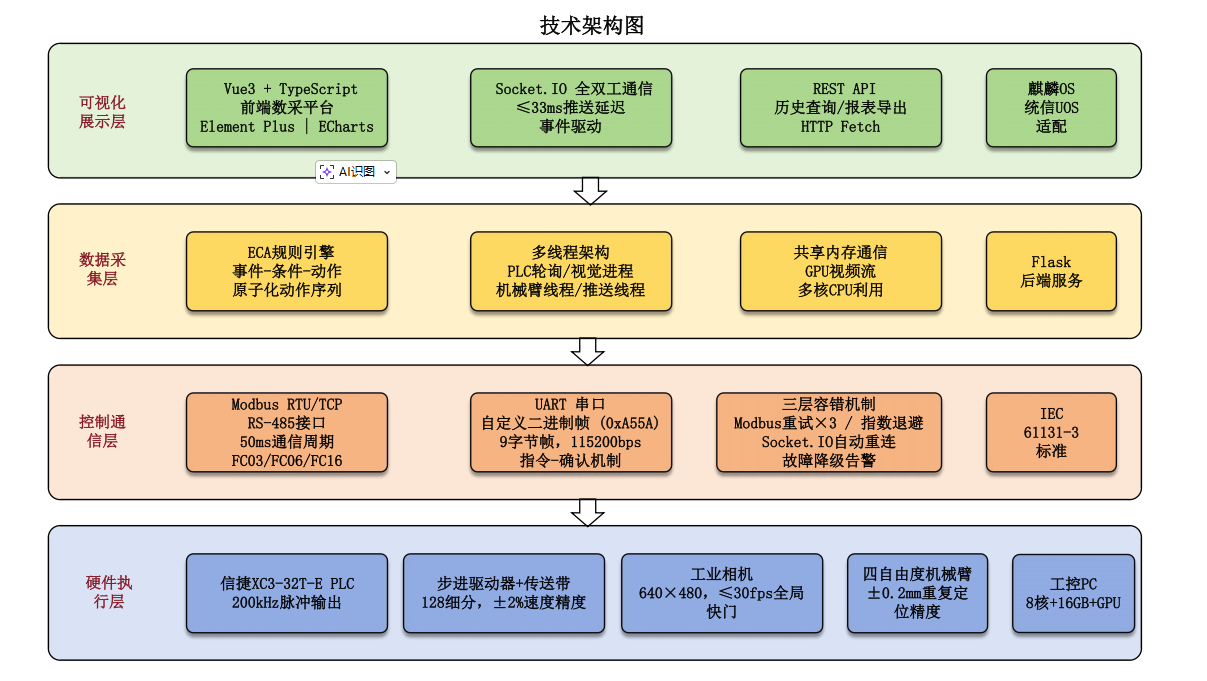 技术架构图
可视化
展示层
Vue3 + TypeScript
前端数采平台
Element Plus | ECharts
Socket.IO 全双工通信
≤33ms推送延迟
事件驱动
REST API
历史查询/报表导出
HTTP Fetch
麒麟OS
统信UOS
适配
AI识图
数据采
集层
ECA规则引擎
事件-条件-动作
原子化动作序列
多线程架构
PLC轮询/视觉进程
机械臂线程/推送线程
共享内存通信
GPU视频流
多核CPU利用
Flask
后端服务
控制通
信层
Modbus RTU/TCP
RS-485接口
50ms通信周期
FC03/FC06/FC16
UART 串口
自定义二进制帧 (0xA55A)
9字节帧, 115200bps
指令-确认机制
三层容错机制
Modbus重试×3 / 指数退避
Socket.IO自动重连
故障降级告警
IEC
61131-3
标准
硬件执
行层
信捷XC3-32T-E PLC
200kHz脉冲输出
步进驱动器+传送带
128细分, ±2%速度精度
工业相机
640×480, ≤30fps全局
快门
四自由度机械臂
±0.2mm重复定
位精度
工控PC
8核+16GB+GPU